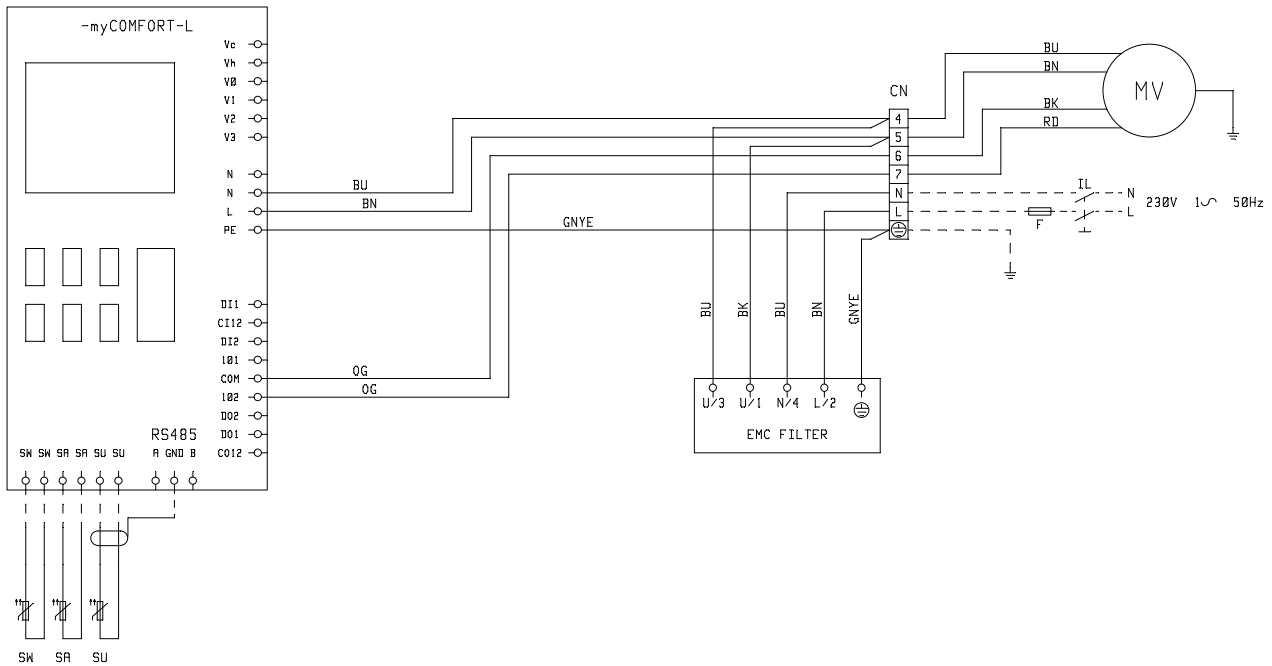 -myCOMFORT-L
Vc
Vh
V0
V1
V2
V3
N
N
L
PE
DI1
CI12
DI2
101
COM
102
DO2
DO1
CO12
RS485
SW SW SA SA SU SU A GND B
SW SA SU
BU
BN
GNYE
OG
OG
CN
4
5
6
7
N
L
BU
BN
BK
RD
MV
IL
N
L
F
230V 1 50Hz
BU
BK
BU
BN
GNYE
U/3 U/1 N/4 L/2
EMC FILTER